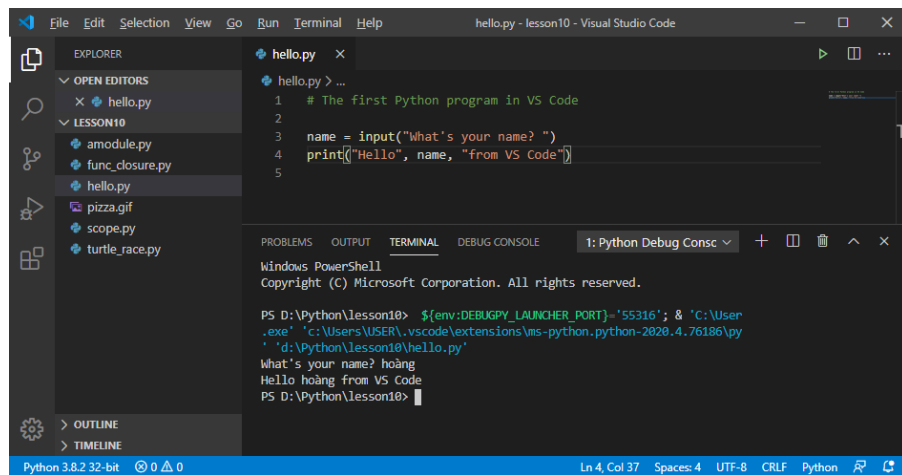 File Edit Selection View Go Run Terminal Help hello.py - lesson10 - Visual Studio Code
EXPLORER
OPEN EDITORS
hello.py
LESSON10
amodule.py
func_closure.py
hello.py
pizza.gif
scope.py
turtle_race.py
OUTLINE
TIMELINE
hello.py
hello.py > ...
1 # The first Python program in VS Code
2
3 name = input("What's your name? ")
4 print("Hello", name, "from VS Code")
5
PROBLEMS OUTPUT TERMINAL DEBUG CONSOLE 1: Python Debug Consc
Windows PowerShell
Copyright (C) Microsoft Corporation. All rights reserved.
PS D:\Python\lesson10> ${env:DEBUGPY_LAUNCHER_PORT}='55316'; & 'C:\User
.exe' 'c:\Users\USER\.vscode\extensions\ms-python.python-2020.4.76186\py
' 'd:\Python\lesson10\hello.py'
What's your name? hoàng
Hello hoàng from VS Code
PS D:\Python\lesson10>
Python 3.8.2 32-bit 0 0 Ln 4, Col 37 Spaces: 4 UTF-8 CRLF Python